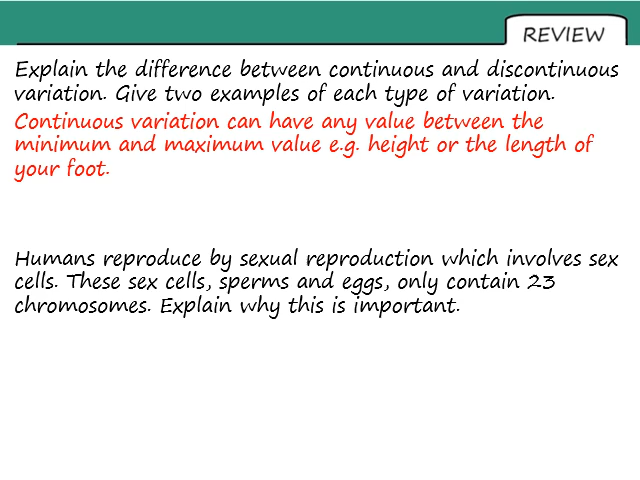 REVIEW
Explain the difference between continuous and discontinuous
variation. Give two examples of each type of variation.
Continuous variation can have any value between the
minimum and maximum value e.g. height or the length of
your foot.
Humans reproduce by sexual reproduction which involves sex
cells. These sex cells, sperms and eggs, only contain 23
chromosomes. Explain why this is important.